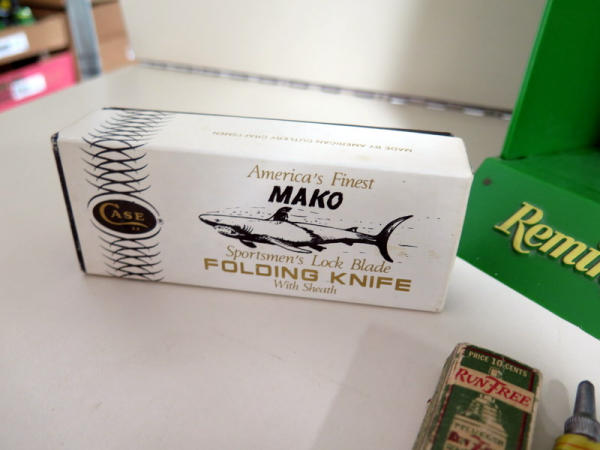 MADE BY AMERICAN CUTLERY CRAFTSMEN
America's Finest
MAKO
CASE
Sportsmen's Lock Blade
FOLDING KNIFE
With Sheath
Remin
PRICE 10 CENTS
RUN FREE